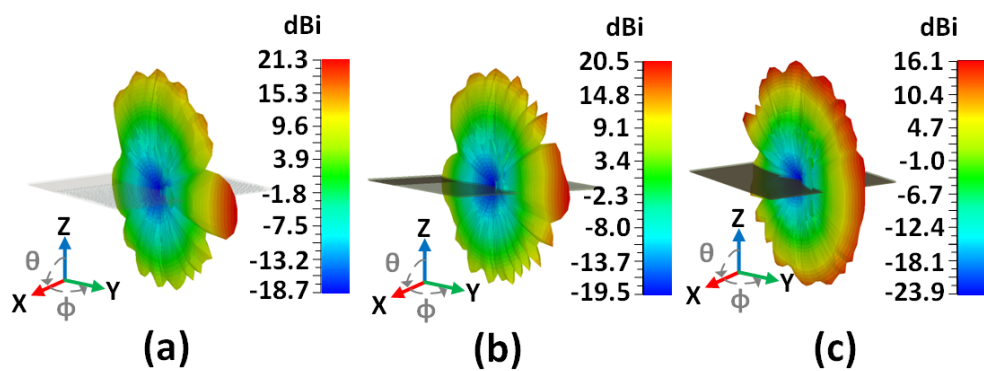 dBi
21.3
15.3
9.6
3.9
-1.8
-7.5
-13.2
-18.7
Z
θ
X
Y
ϕ
(a)
dBi
20.5
14.8
9.1
3.4
-2.3
-8.0
-13.7
-19.5
Z
θ
X
Y
ϕ
(b)
dBi
16.1
10.4
4.7
-1.0
-6.7
-12.4
-18.1
-23.9
Z
θ
X
Y
ϕ
(c)